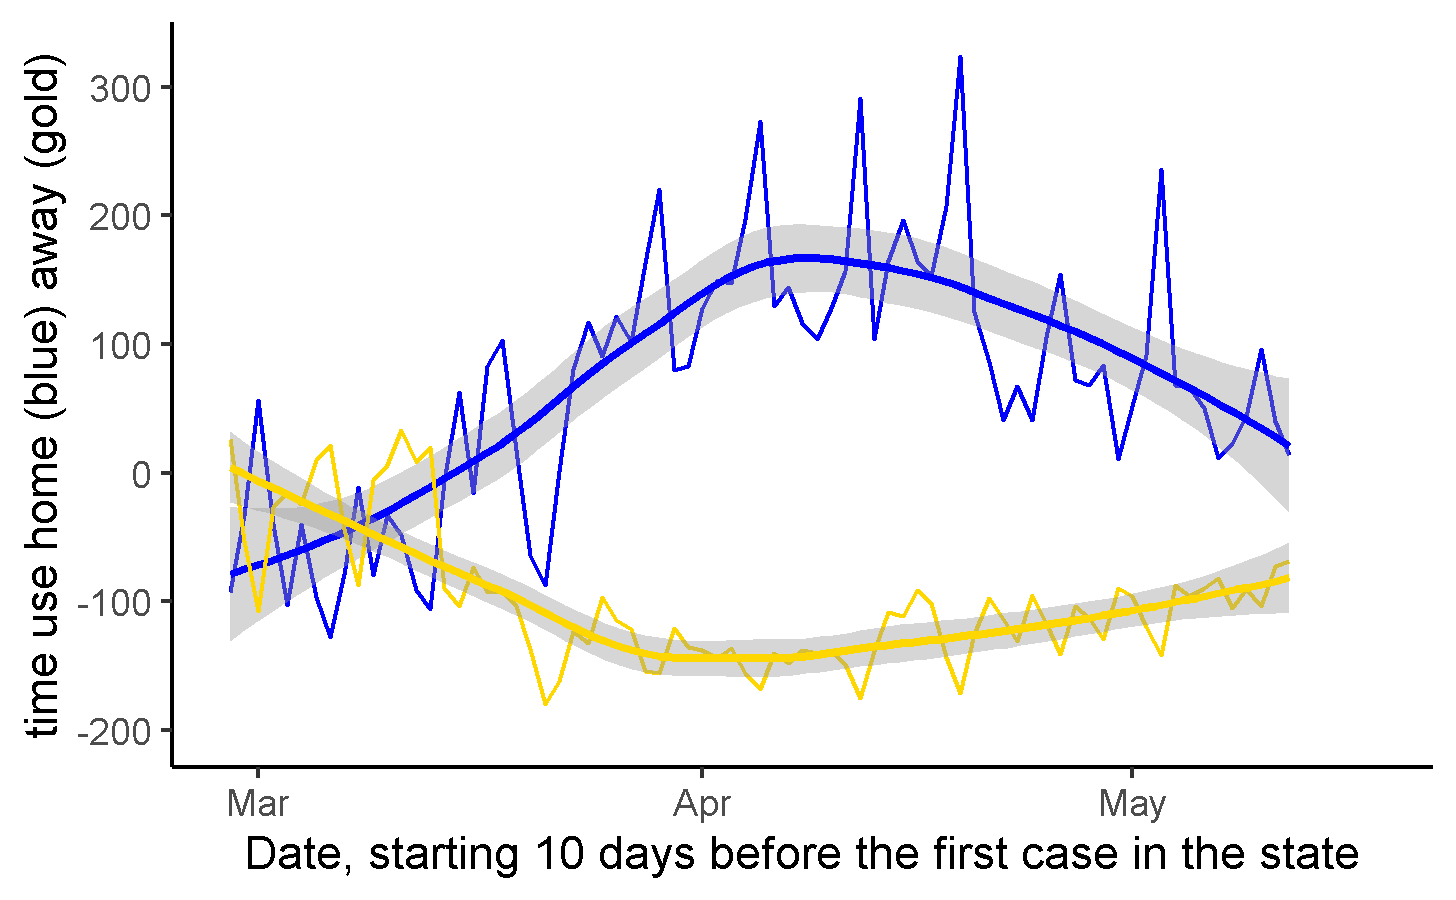 time use home (blue) away (gold)
300
200
100
0
-100
-200
Mar
Apr
May
Date, starting 10 days before the first case in the state